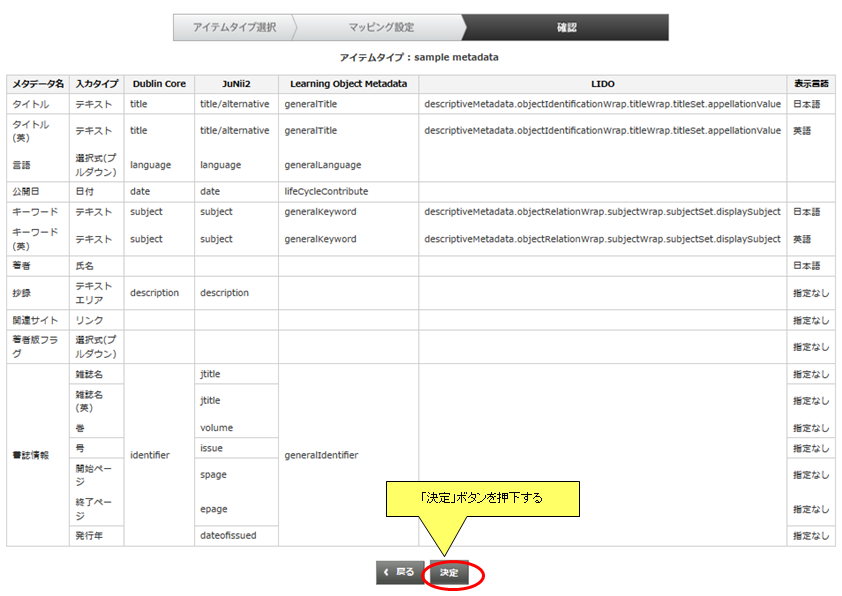 アイテムタイプ選択 マッピング設定 確認
アイテムタイプ : sample metadata
メタデータ名 入力タイプ Dublin Core JuNii2 Learning Object Metadata LIDO 表示言語
タイトル テキスト title title/alternative generalTitle descriptiveMetadata.objectIdentificationWrap.titleWrap.titleSet.appellationValue 日本語
タイトル
(英) テキスト title title/alternative generalTitle descriptiveMetadata.objectIdentificationWrap.titleWrap.titleSet.appellationValue 英語
言語 選択式(プ
ルダウン) language language generalLanguage
公開日 日付 date date lifeCycleContribute
キーワード テキスト subject subject generalKeyword descriptiveMetadata.objectRelationWrap.subjectWrap.subjectSet.displaySubject 日本語
キーワード
(英) テキスト subject subject generalKeyword descriptiveMetadata.objectRelationWrap.subjectWrap.subjectSet.displaySubject 英語
著者 氏名 日本語
抄録 テキスト
エリア description description 指定なし
関連サイト リンク 指定なし
著者版フラ
グ 選択式(プ
ルダウン) 指定なし
書誌情報 identifier generalIdentifier
雑誌名 jtitle 指定なし
雑誌名
(英) jtitle 指定なし
巻 volume 指定なし
号 issue 指定なし
開始ペー
ジ spage 指定なし
終了ペー
ジ epage 指定なし
発行年 dateofissued 指定なし
「決定」ボタンを押下する
戻る 決定